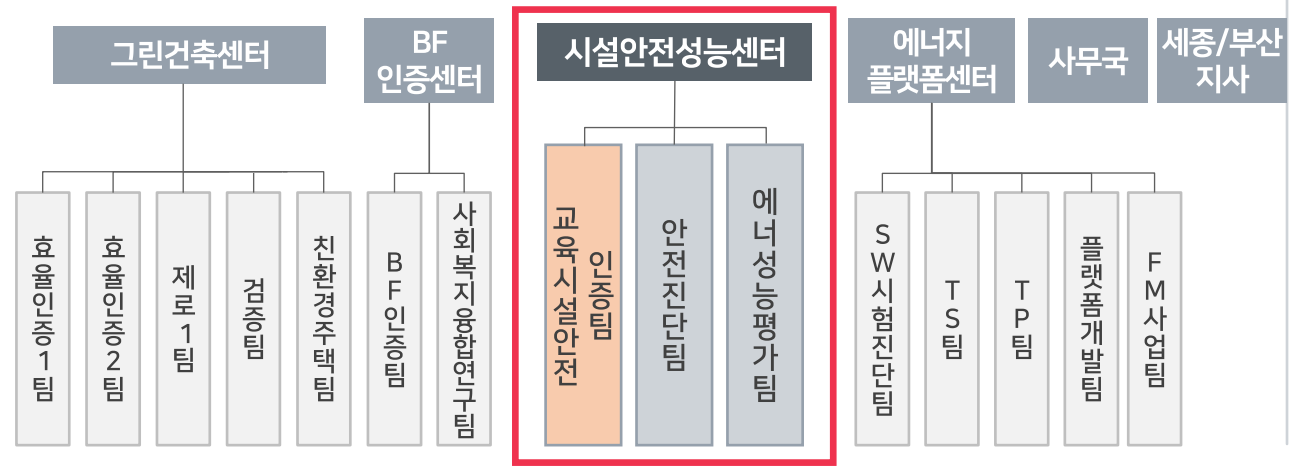 그린건축센터
BF
인증센터
시설안전성능센터
에너지
플랫폼센터
사무국
세종/부산
지사
효율인증1팀
효율인증2팀
제로1팀
검증팀
친환경주택팀
BF인증팀
사회복지융합연구팀
교육시설안전
인증팀
안전진단팀
에너성능평가팀
SW시험진단팀
TS팀
TP팀
플랫폼개발팀
FM사업팀